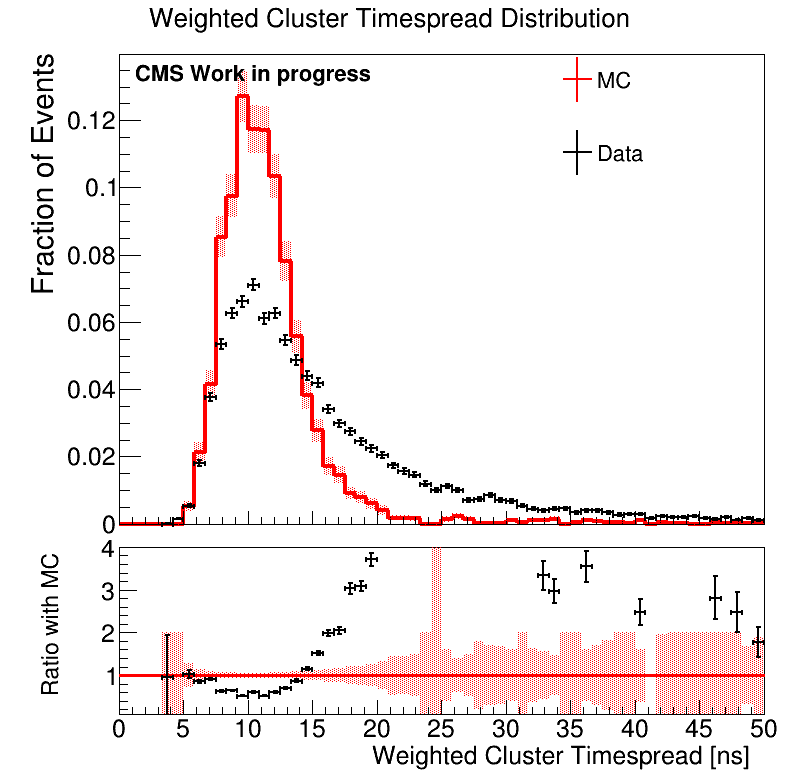 Weighted Cluster Timespread Distribution
CMS Work in progress
MC
Data
Fraction of Events
0.12
0.1
0.08
0.06
0.04
0.02
0
Ratio with MC
4
3
2
1
0 5 10 15 20 25 30 35 40 45 50
Weighted Cluster Timespread [ns]